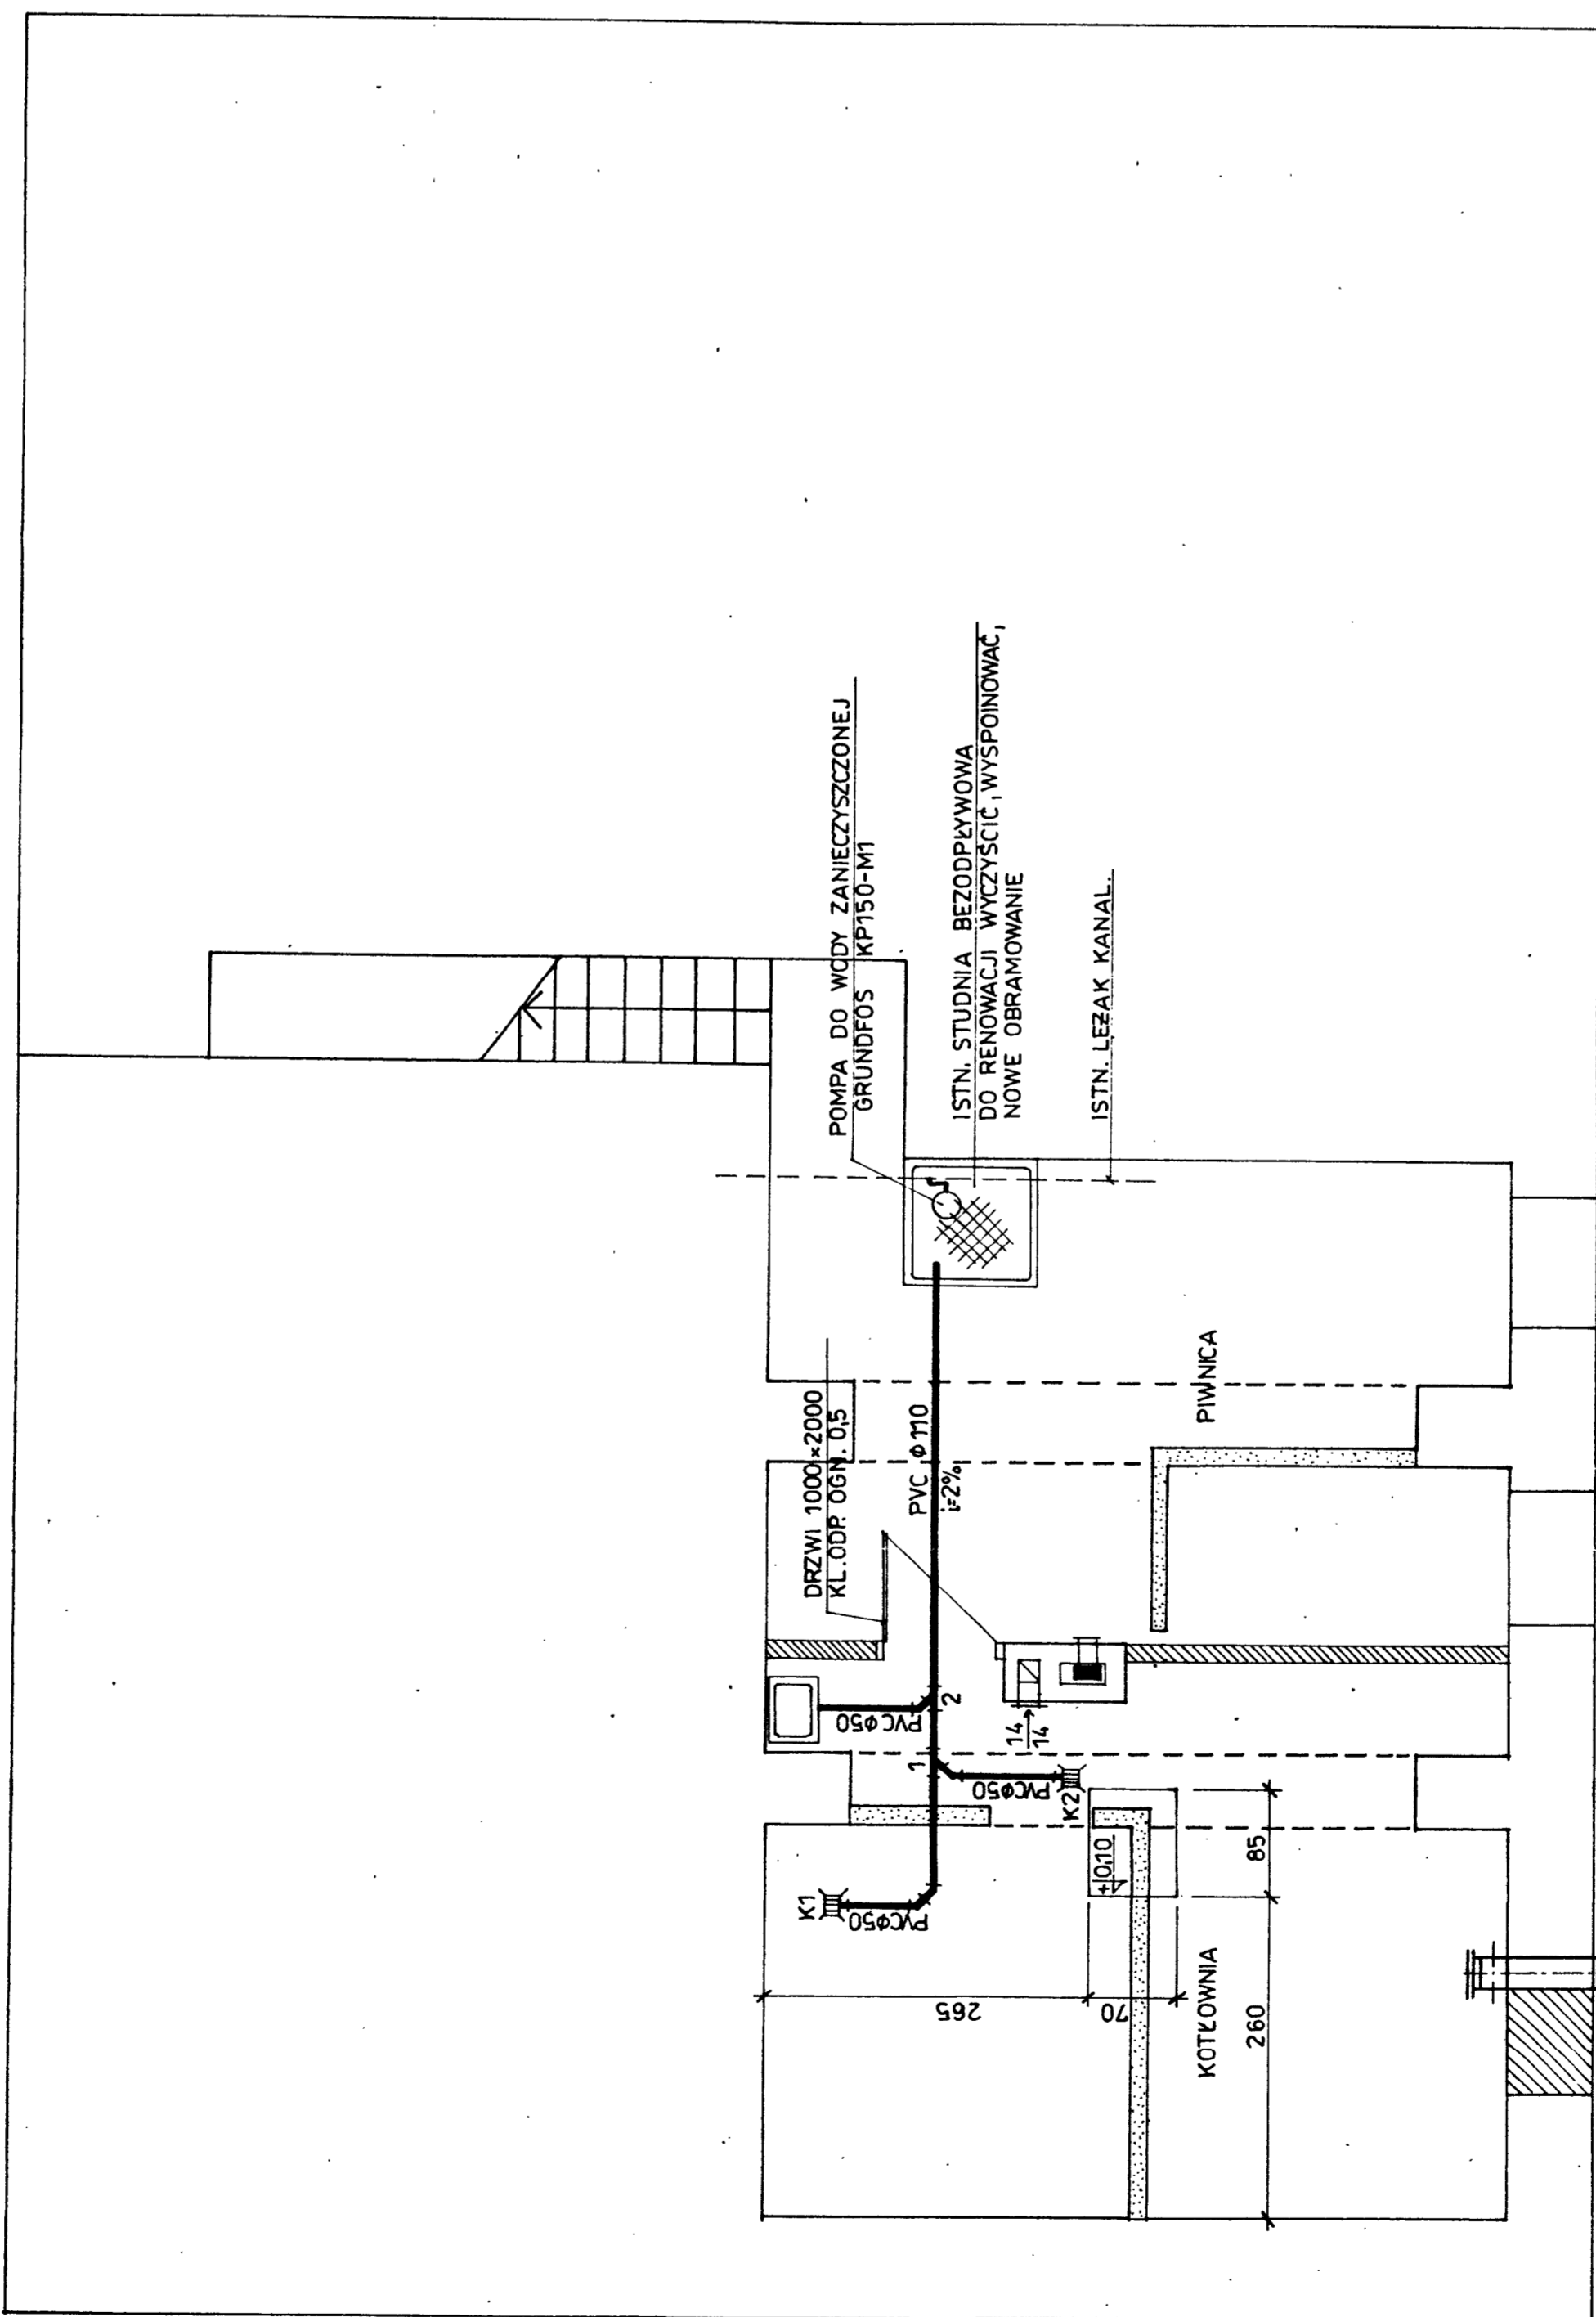 POMPA DO WODY ZANIECZYSZCZONEJ
GRUNDFOS KP150-M1
ISTN. STUDNIA BEZODPŁYWOWA
DO RENOWACJI WYCZYŚCIĆ, WYSPOINOWAĆ,
NOWE OBRAMOWANIE
ISTN. LEŻAK KANAL.
DRZWI 1000×2000
KL. ODP. OGN. 0,5
PVC Φ110
i=2%
PIWNICA
PVCΦ50
2
1
14
14
PVCΦ50
K2
K1
PVCΦ50
+0,10
265
70
85
260
KOTŁOWNIA